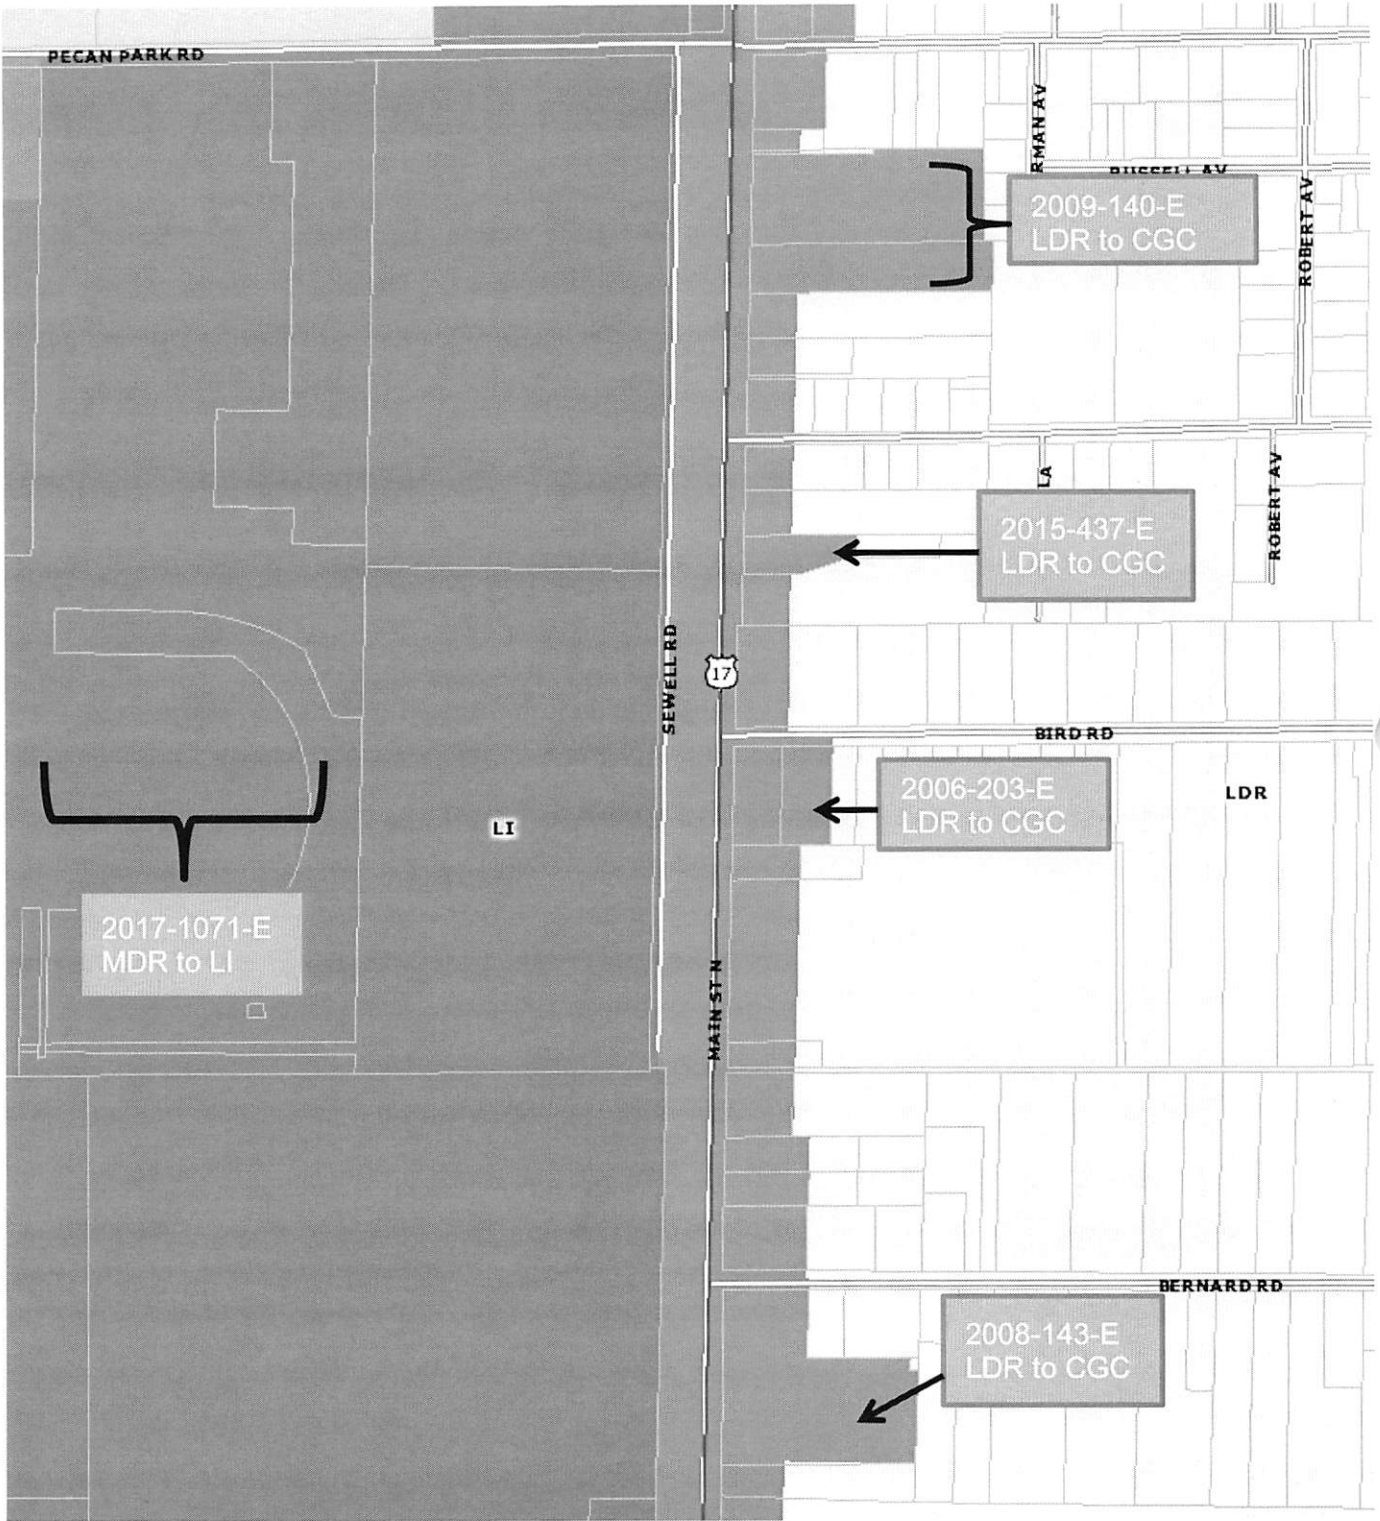 PECAN PARK RD
RMAN AV
RUSSELL AV
ROBERT AV
2009-140-E
LDR to CGC
LA
ROBERT AV
2015-437-E
LDR to CGC
SEWELL RD
17
BIRD RD
LDR
2006-203-E
LDR to CGC
LI
2017-1071-E
MDR to LI
MAIN ST N
BERNARD RD
2008-143-E
LDR to CGC